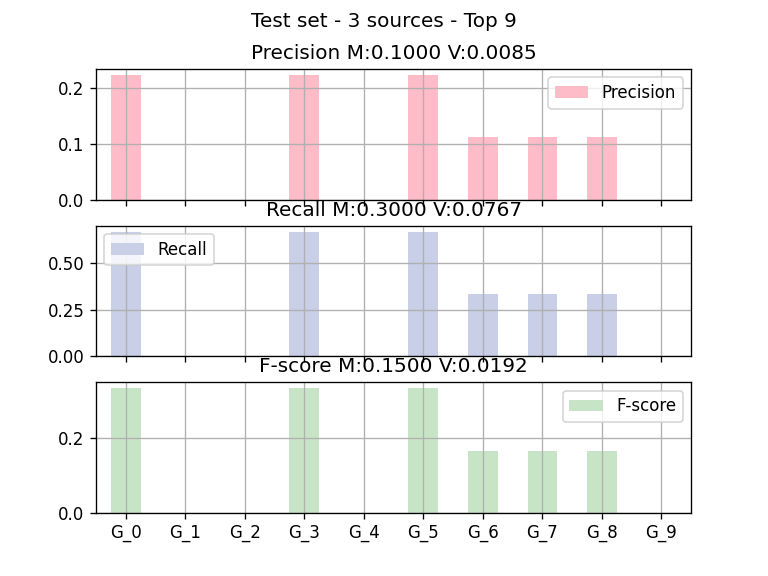 Test set - 3 sources - Top 9
Precision M:0.1000 V:0.0085
0.2
0.1
0.0
Precision
Recall M:0.3000 V:0.0767
0.50
0.25
0.00
Recall
F-score M:0.1500 V:0.0192
0.2
0.0
F-score
G_0 G_1 G_2 G_3 G_4 G_5 G_6 G_7 G_8 G_9